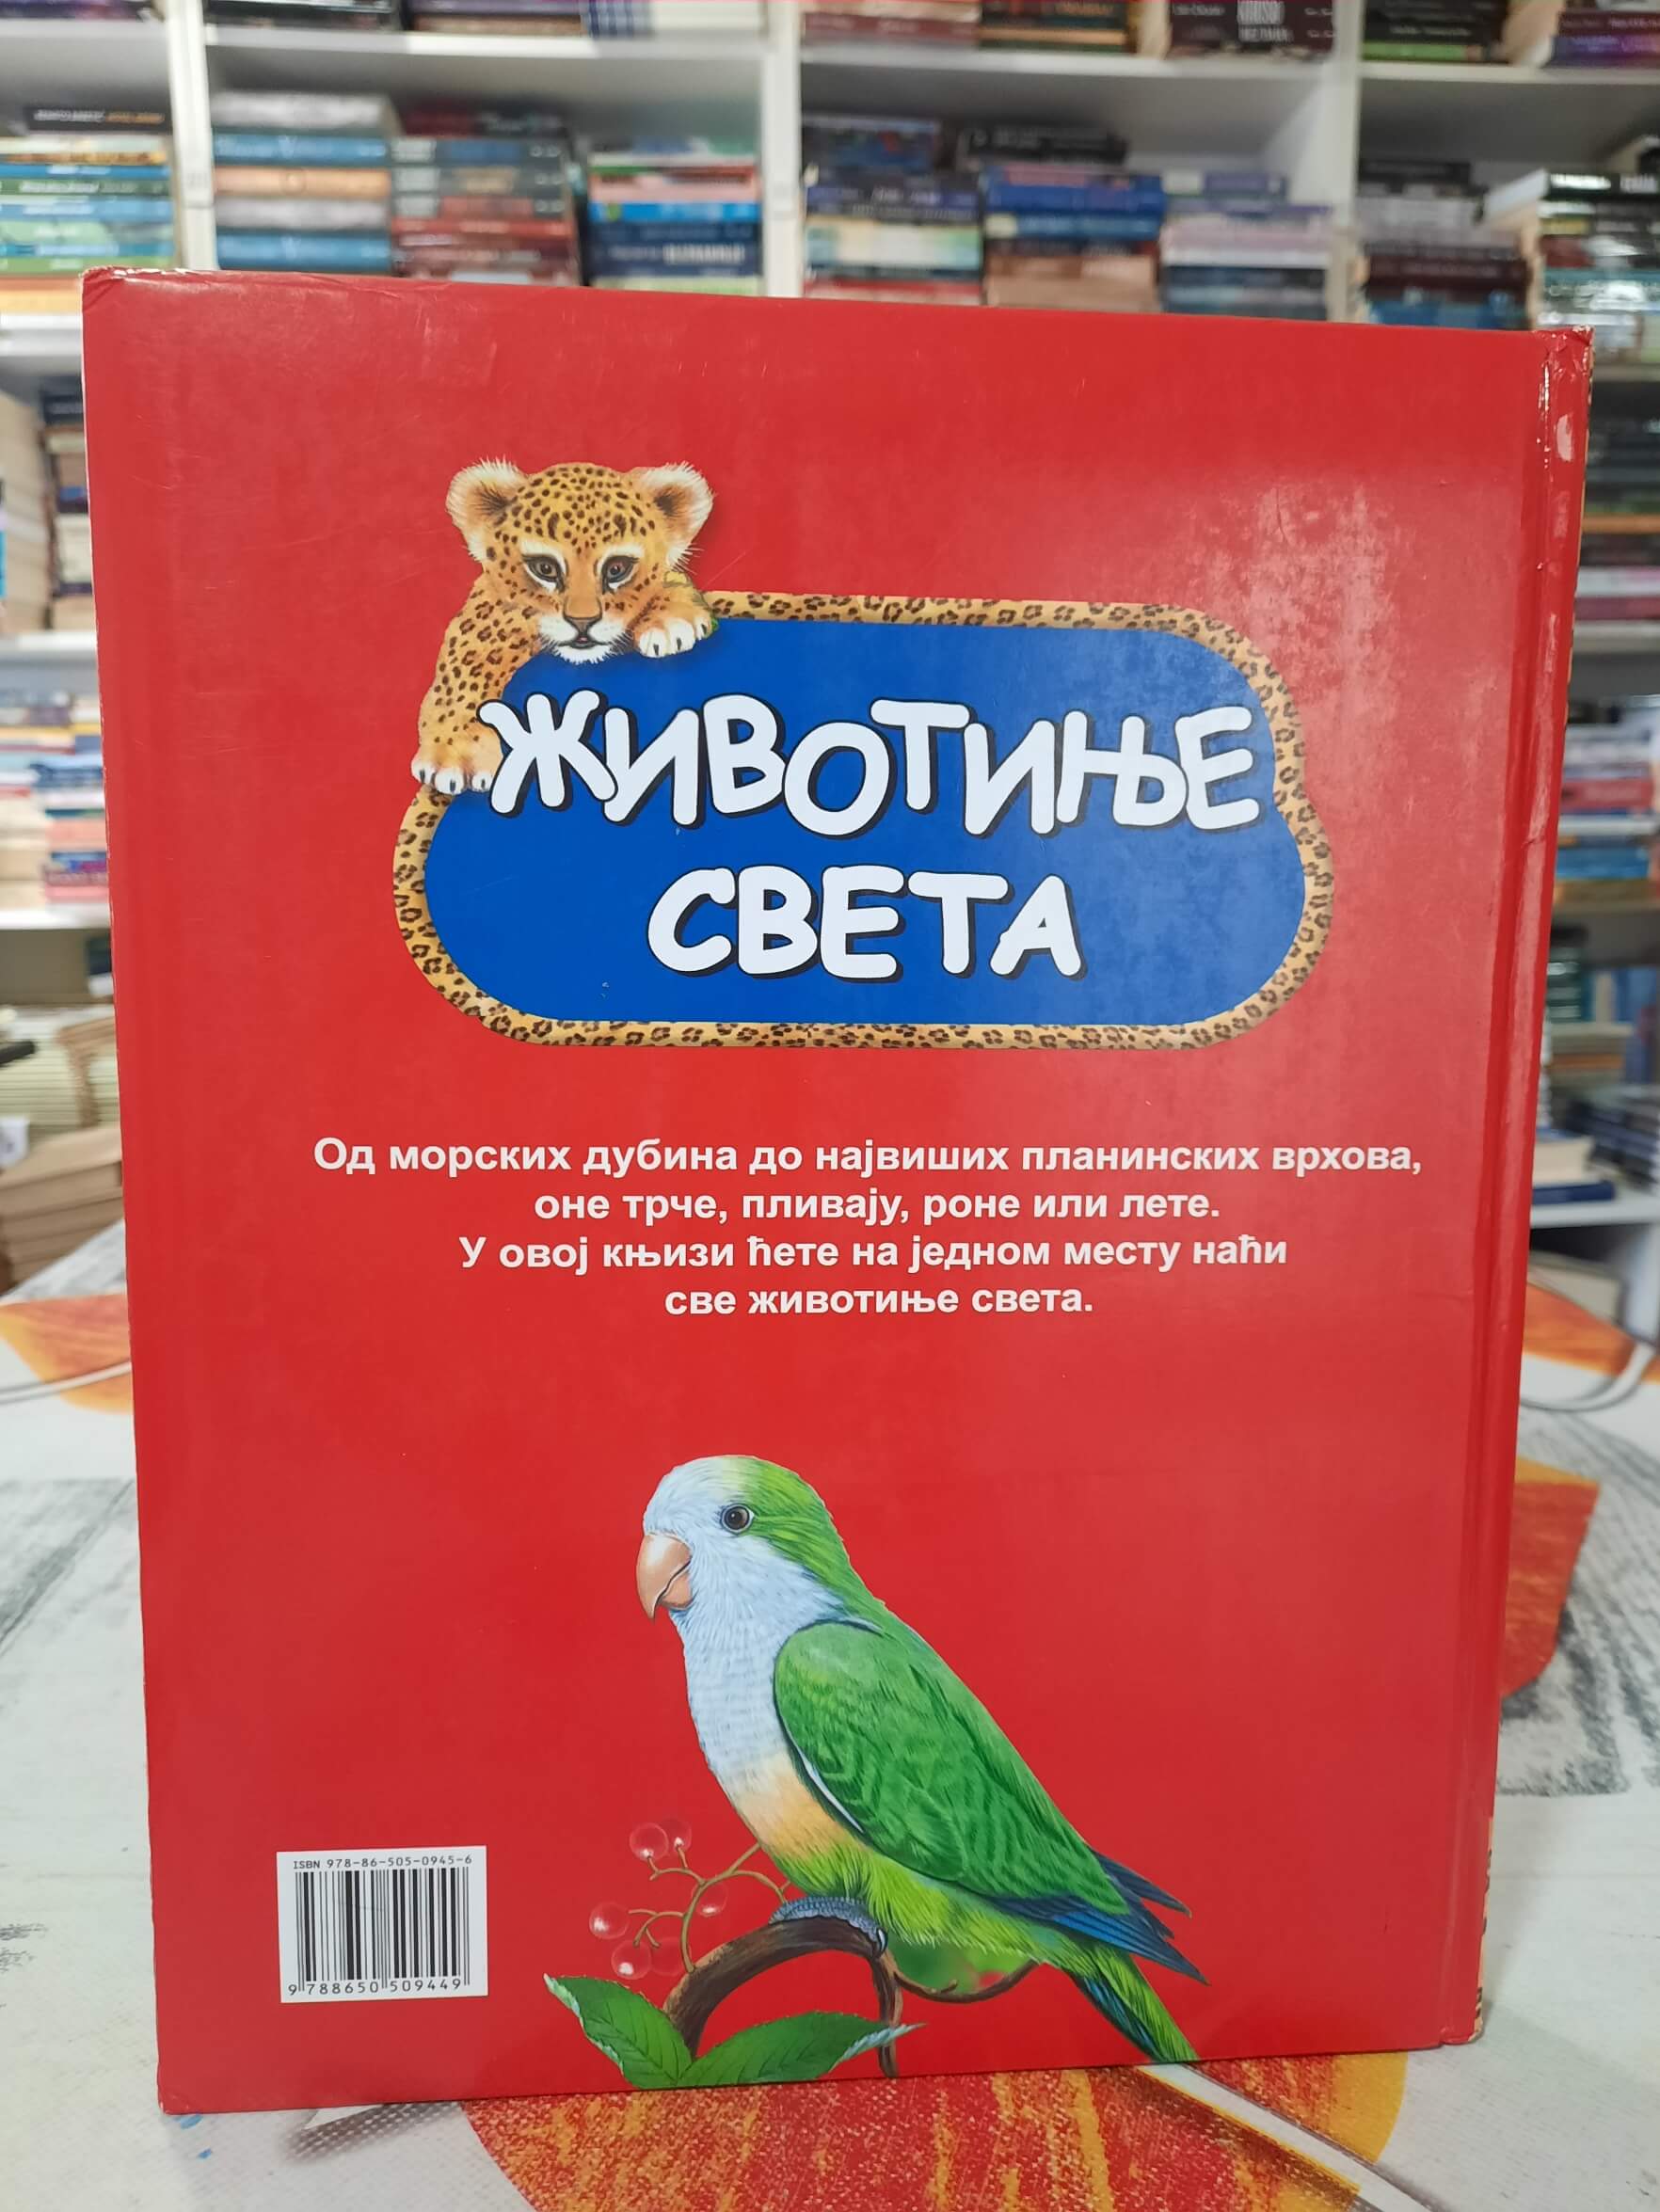 ЖИВОТИЊЕ
СВЕТА
Од морских дубина до највиших планинских врхова,
оне трче, пливају, роне или лете.
У овој књизи ћете на једном месту наћи
све животиње света.
ISBN 978-86-505-0945-6
9 788650 509449